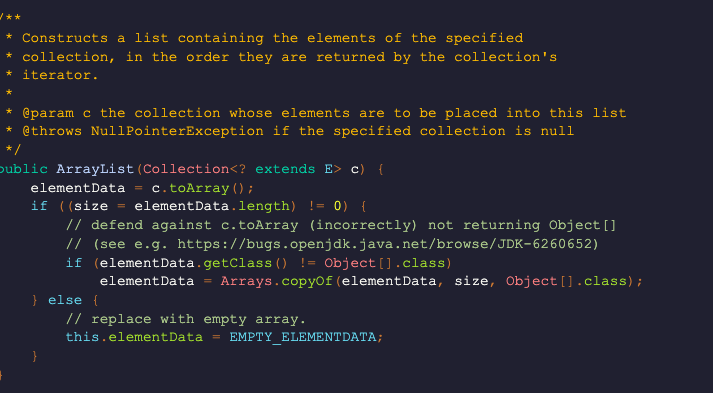 /**
 * Constructs a list containing the elements of the specified
 * collection, in the order they are returned by the collection's
 * iterator.
 *
 * @param c the collection whose elements are to be placed into this list
 * @throws NullPointerException if the specified collection is null
 */
public ArrayList(Collection<? extends E> c) {
    elementData = c.toArray();
    if ((size = elementData.length) != 0) {
        // defend against c.toArray (incorrectly) not returning Object[]
        // (see e.g. https://bugs.openjdk.java.net/browse/JDK-6260652)
        if (elementData.getClass() != Object[].class)
            elementData = Arrays.copyOf(elementData, size, Object[].class);
    } else {
        // replace with empty array.
        this.elementData = EMPTY_ELEMENTDATA;
    }
}